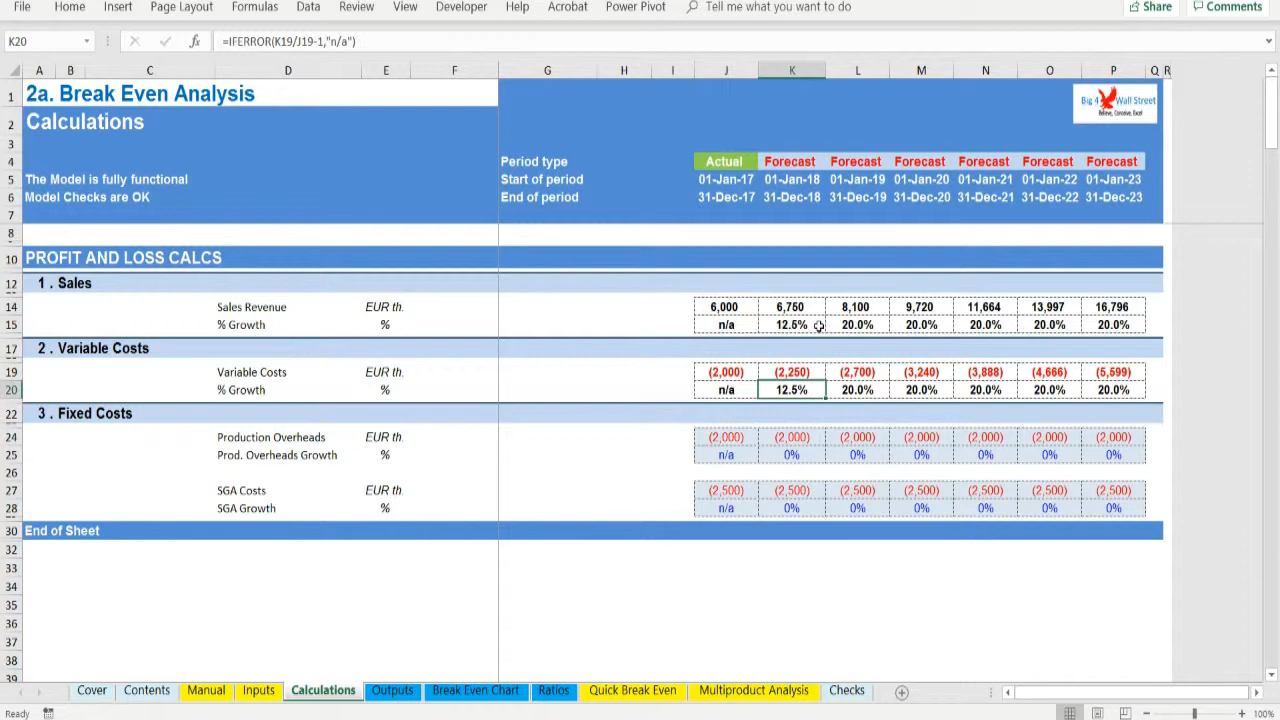 File Home Insert Page Layout Formulas Data Review View Developer Help Acrobat Power Pivot Tell me what you want to do Share Comments
K20 fx =IFERROR(K19/J19-1,"n/a")
A B C D E F G H I J K L M N O P Q R
1 2a. Break Even Analysis
Big 4 Wall Street
Believe, Conceive, Excel
2 Calculations
3
4 Period type Actual Forecast Forecast Forecast Forecast Forecast Forecast
5 The Model is fully functional Start of period 01-Jan-17 01-Jan-18 01-Jan-19 01-Jan-20 01-Jan-21 01-Jan-22 01-Jan-23
6 Model Checks are OK End of period 31-Dec-17 31-Dec-18 31-Dec-19 31-Dec-20 31-Dec-21 31-Dec-22 31-Dec-23
7
8
10 PROFIT AND LOSS CALCS
12 1 . Sales
14 Sales Revenue EUR th. 6,000 6,750 8,100 9,720 11,664 13,997 16,796
15 % Growth % n/a 12.5% 20.0% 20.0% 20.0% 20.0% 20.0%
17 2 . Variable Costs
19 Variable Costs EUR th. (2,000) (2,250) (2,700) (3,240) (3,888) (4,666) (5,599)
20 % Growth % n/a 12.5% 20.0% 20.0% 20.0% 20.0% 20.0%
22 3 . Fixed Costs
24 Production Overheads EUR th. (2,000) (2,000) (2,000) (2,000) (2,000) (2,000) (2,000)
25 Prod. Overheads Growth % n/a 0% 0% 0% 0% 0% 0%
26
27 SGA Costs EUR th. (2,500) (2,500) (2,500) (2,500) (2,500) (2,500) (2,500)
28 SGA Growth % n/a 0% 0% 0% 0% 0% 0%
30 End of Sheet
32
33
34
35
36
37
38
39
Cover Contents Manual Inputs Calculations Outputs Break Even Chart Ratios Quick Break Even Multiproduct Analysis Checks
Ready 100%